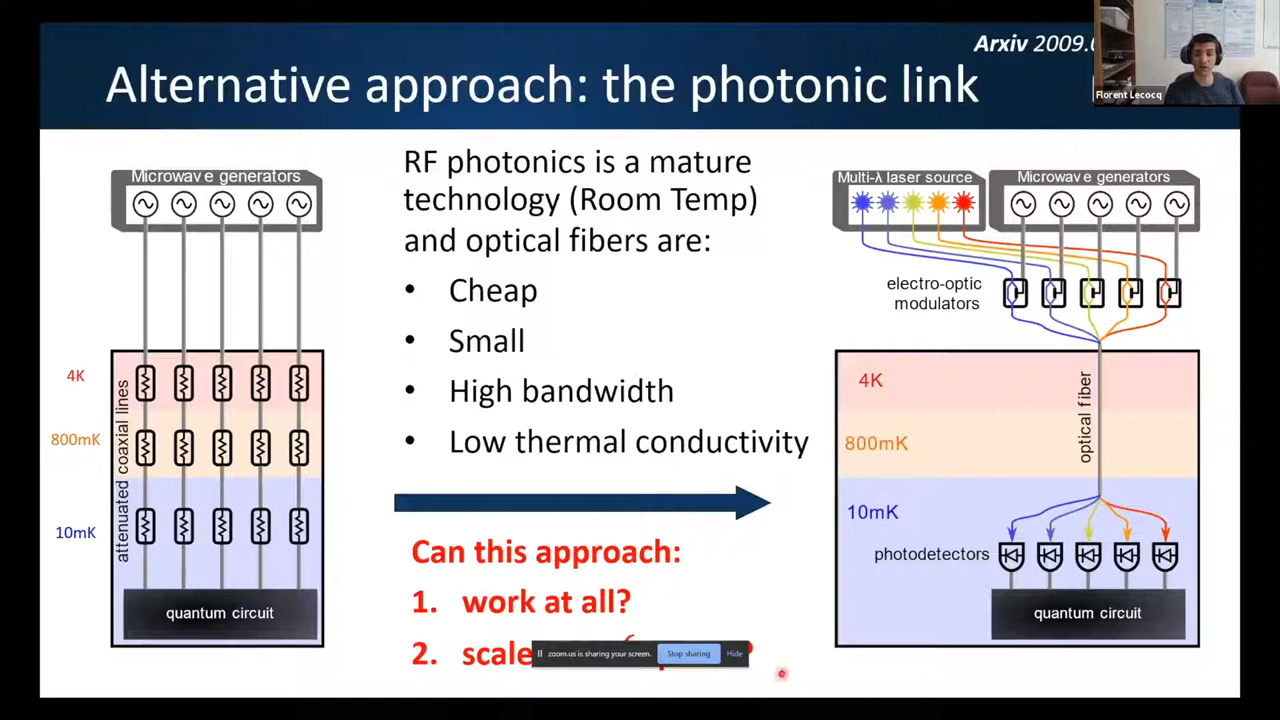 Arxiv 2009.
Alternative approach: the photonic link
Florent Lecocq
Microwave generators
4K
800mK
10mK
attenuated coaxial lines
quantum circuit
RF photonics is a mature
technology (Room Temp)
and optical fibers are:
• Cheap
• Small
• High bandwidth
• Low thermal conductivity
Can this approach:
1. work at all?
2. scale
zoom.us is sharing your screen.
Stop sharing
Hide
Multi-λ laser source
Microwave generators
electro-optic
modulators
4K
800mK
10mK
optical fiber
photodetectors
quantum circuit